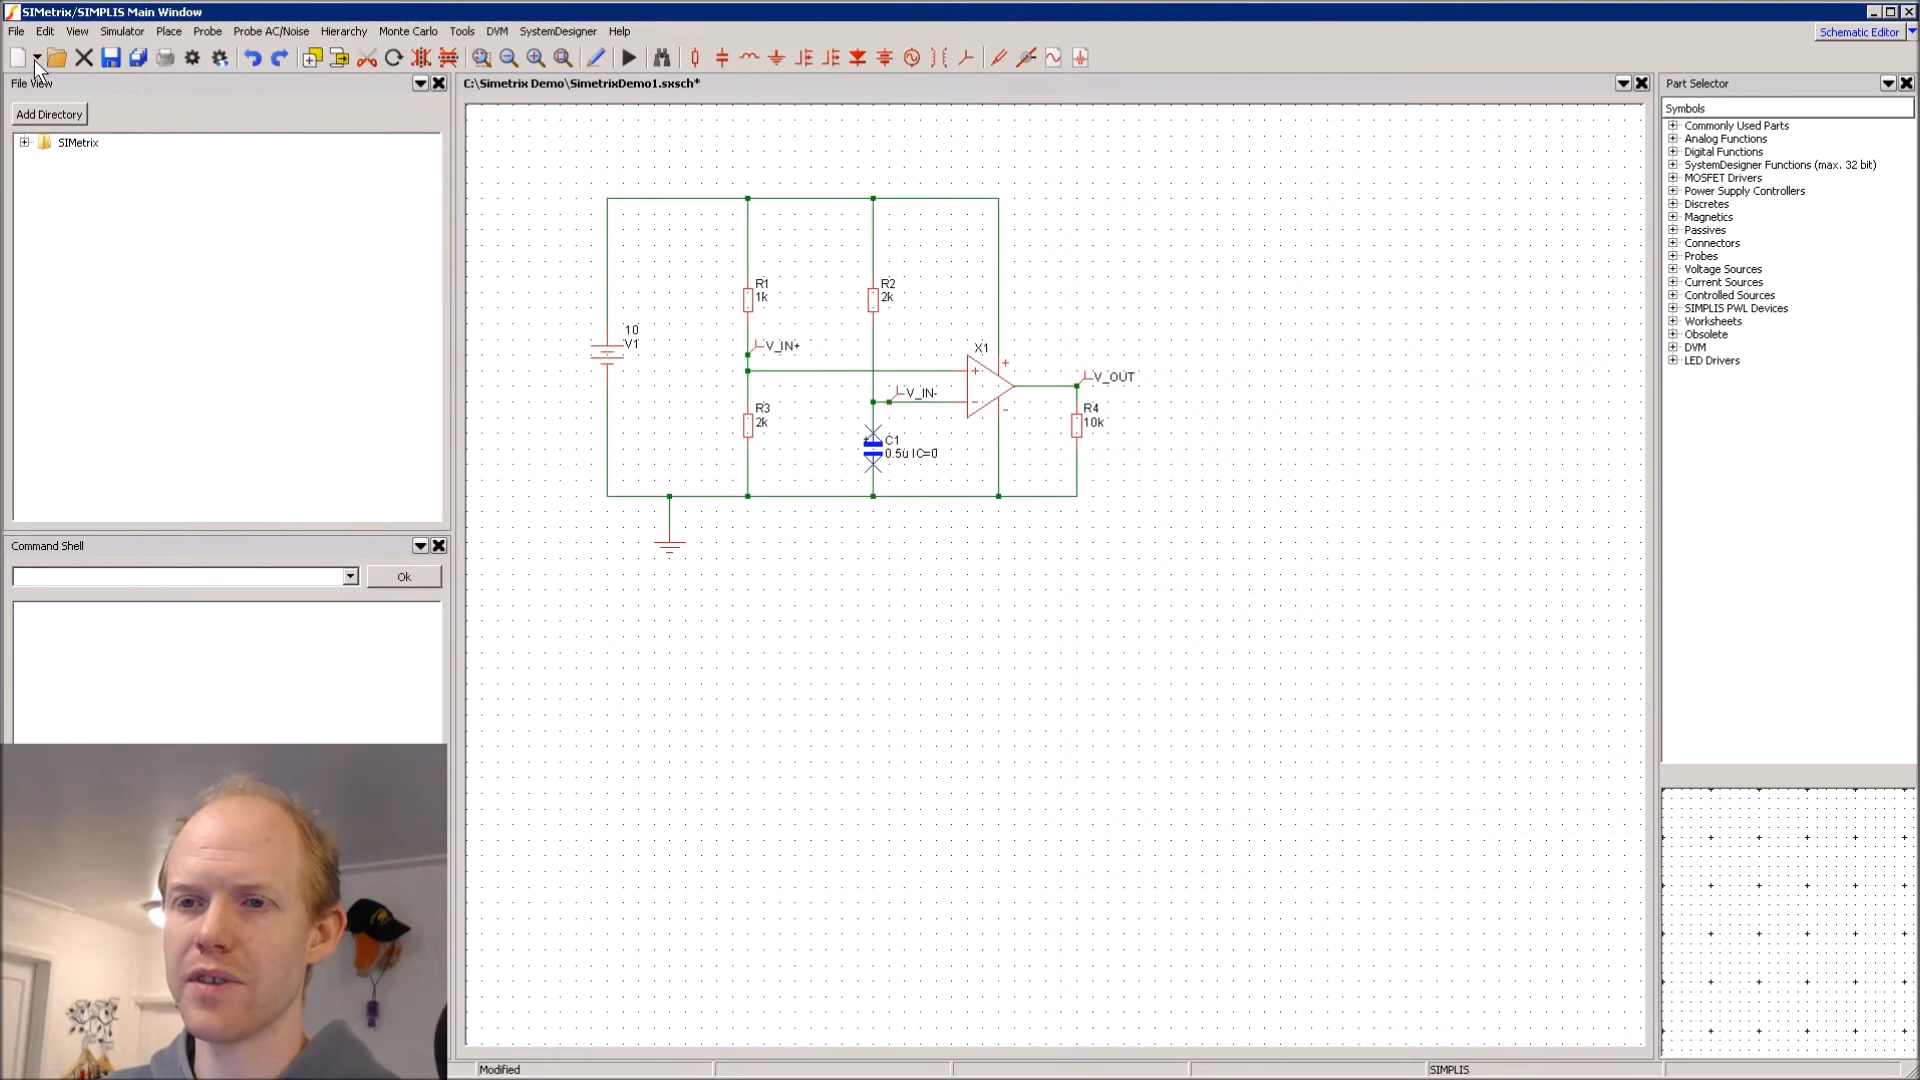 SIMetrix/SIMPLIS Main Window
File Edit View Simulator Place Probe Probe AC/Noise Hierarchy Monte Carlo Tools DVM SystemDesigner Help
Schematic Editor
File View
C:\Simetrix Demo\SimetrixDemo1.sxsch*
Part Selector
Add Directory
SIMetrix
Symbols
Commonly Used Parts
Analog Functions
Digital Functions
SystemDesigner Functions (max. 32 bit)
MOSFET Drivers
Power Supply Controllers
Discretes
Magnetics
Passives
Connectors
Probes
Voltage Sources
Current Sources
Controlled Sources
SIMPLIS PWL Devices
Worksheets
Obsolete
DVM
LED Drivers
R1
1k
R2
2k
10
V1
V_IN+
X1
V_OUT
V_IN-
R3
2k
R4
10k
C1
0.5u IC=0
Command Shell
Ok
Modified
SIMPLIS